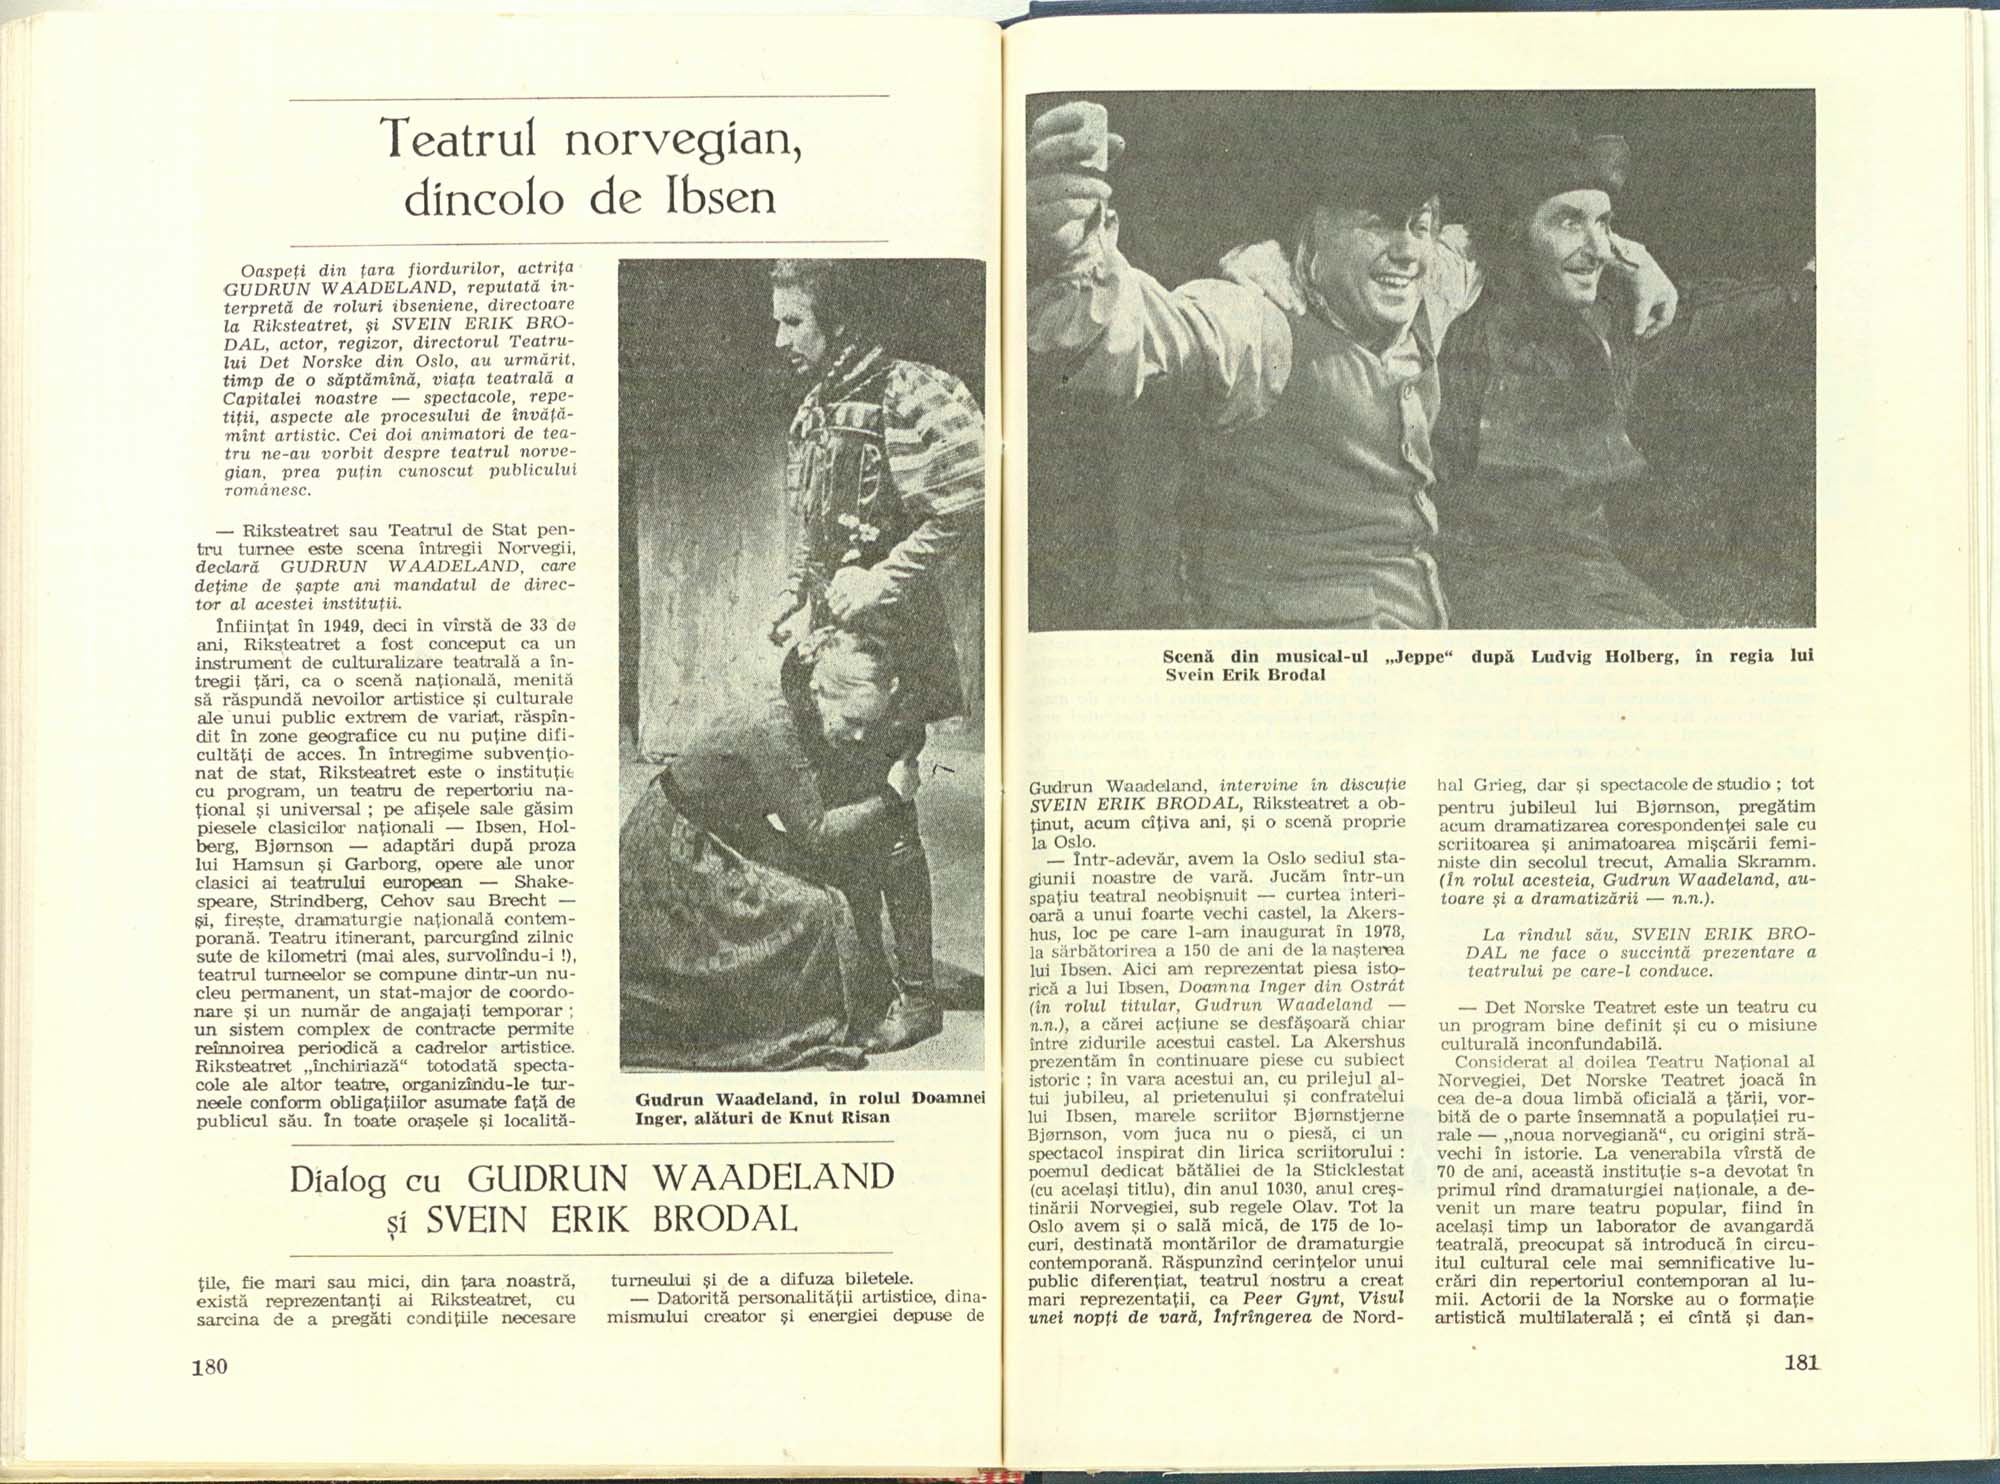 Teatrul norvegian,
dincolo de Ibsen
Oaspeți din țara fiordurilor, actrița
GUDRUN WAADELAND, reputată in-
terpretă de roluri ibseniene, directoare
la Riksteatret, și SVEIN ERIK BRO-
DAL, actor, regizor, directorul Teatru-
lui Det Norske din Oslo, au urmărit,
timp de o săptămînă, viața teatrală a
Capitalei noastre — spectacole, repe-
tiții, aspecte ale procesului de învăță-
mînt artistic. Cei doi animatori de tea-
tru ne-au vorbit despre teatrul norve-
gian, prea puțin cunoscut publicului
românesc.
— Riksteatret sau Teatrul de Stat pen-
tru turnee este scena întregii Norvegii,
declară GUDRUN WAADELAND, care
deține de șapte ani mandatul de direc-
tor al acestei instituții.
Înființat în 1949, deci în vîrstă de 33 de
ani, Riksteatret a fost conceput ca un
instrument de culturalizare teatrală a în-
tregii țări, ca o scenă națională, menită
să răspundă nevoilor artistice și culturale
ale unui public extrem de variat, răspîn-
dit în zone geografice cu nu puține difi-
cultăți de acces. În întregime subvențio-
nat de stat, Riksteatret este o instituție
cu program, un teatru de repertoriu na-
țional și universal ; pe afișele sale găsim
piesele clasicilor naționali — Ibsen, Hol-
berg, Bjørnson — adaptări după proza
lui Hamsun și Garborg, opere ale unor
clasici ai teatrului european — Shake-
speare, Strindberg, Cehov sau Brecht —
și, firește, dramaturgie națională contem-
porană. Teatru itinerant, parcurgînd zilnic
sute de kilometri (mai ales, survolîndu-i !),
teatrul turneelor se compune dintr-un nu-
cleu permanent, un stat-major de coordo-
nare și un număr de angajați temporar ;
un sistem complex de contracte permite
reînnoirea periodică a cadrelor artistice.
Riksteatret „închiriază“ totodată specta-
cole ale altor teatre, organizîndu-le tur-
neele conform obligațiilor asumate față de
publicul său. În toate orașele și localită-
Gudrun Waadeland, în rolul Doamnei
Inger, alături de Knut Risan
Dialog cu GUDRUN WAADELAND
și SVEIN ERIK BRODAL
țile, fie mari sau mici, din țara noastră,
există reprezentanți ai Riksteatret, cu
sarcina de a pregăti condițiile necesare
turneului și de a difuza biletele.
— Datorită personalității artistice, dina-
mismului creator și energiei depuse de
180
Scenă din musical-ul „Jeppe“ după Ludvig Holberg, în regia lui
Svein Erik Brodal
Gudrun Waadeland, intervine în discuție
SVEIN ERIK BRODAL, Riksteatret a ob-
ținut, acum cîțiva ani, și o scenă proprie
la Oslo.
— Într-adevăr, avem la Oslo sediul sta-
giunii noastre de vară. Jucăm într-un
spațiu teatral neobișnuit — curtea interi-
oară a unui foarte vechi castel, la Akers-
hus, loc pe care l-am inaugurat în 1978,
la sărbătorirea a 150 de ani de la nașterea
lui Ibsen. Aici am reprezentat piesa isto-
rică a lui Ibsen, Doamna Inger din Ostråt
(în rolul titular, Gudrun Waadeland —
n.n.), a cărei acțiune se desfășoară chiar
între zidurile acestui castel. La Akershus
prezentăm în continuare piese cu subiect
istoric ; în vara acestui an, cu prilejul al-
tui jubileu, al prietenului și confratelui
lui Ibsen, marele scriitor Bjørnstjerne
Bjørnson, vom juca nu o piesă, ci un
spectacol inspirat din lirica scriitorului :
poemul dedicat bătăliei de la Sticklestat
(cu același titlu), din anul 1030, anul creș-
tinării Norvegiei, sub regele Olav. Tot la
Oslo avem și o sală mică, de 175 de lo-
curi, destinată montărilor de dramaturgie
contemporană. Răspunzînd cerințelor unui
public diferențiat, teatrul nostru a creat
mari reprezentații, ca Peer Gynt, Visul
unei nopți de vară, Înfrîngerea de Nord-
hal Grieg, dar și spectacole de studio ; tot
pentru jubileul lui Bjørnson, pregătim
acum dramatizarea corespondenței sale cu
scriitoarea și animatoarea mișcării femi-
niste din secolul trecut, Amalia Skramm.
(În rolul acesteia, Gudrun Waadeland, au-
toare și a dramatizării — n.n.).
La rîndul său, SVEIN ERIK BRO-
DAL ne face o succintă prezentare a
teatrului pe care-l conduce.
— Det Norske Teatret este un teatru cu
un program bine definit și cu o misiune
culturală inconfundabilă.
Considerat al doilea Teatru Național al
Norvegiei, Det Norske Teatret joacă în
cea de-a doua limbă oficială a țării, vor-
bită de o parte însemnată a populației ru-
rale — „noua norvegiană“, cu origini stră-
vechi în istorie. La venerabila vîrstă de
70 de ani, această instituție s-a devotat în
primul rînd dramaturgiei naționale, a de-
venit un mare teatru popular, fiind în
același timp un laborator de avangardă
teatrală, preocupat să introducă în circu-
itul cultural cele mai semnificative lu-
crări din repertoriul contemporan al lu-
mii. Actorii de la Norske au o formație
artistică multilaterală ; ei cîntă și dan-
181